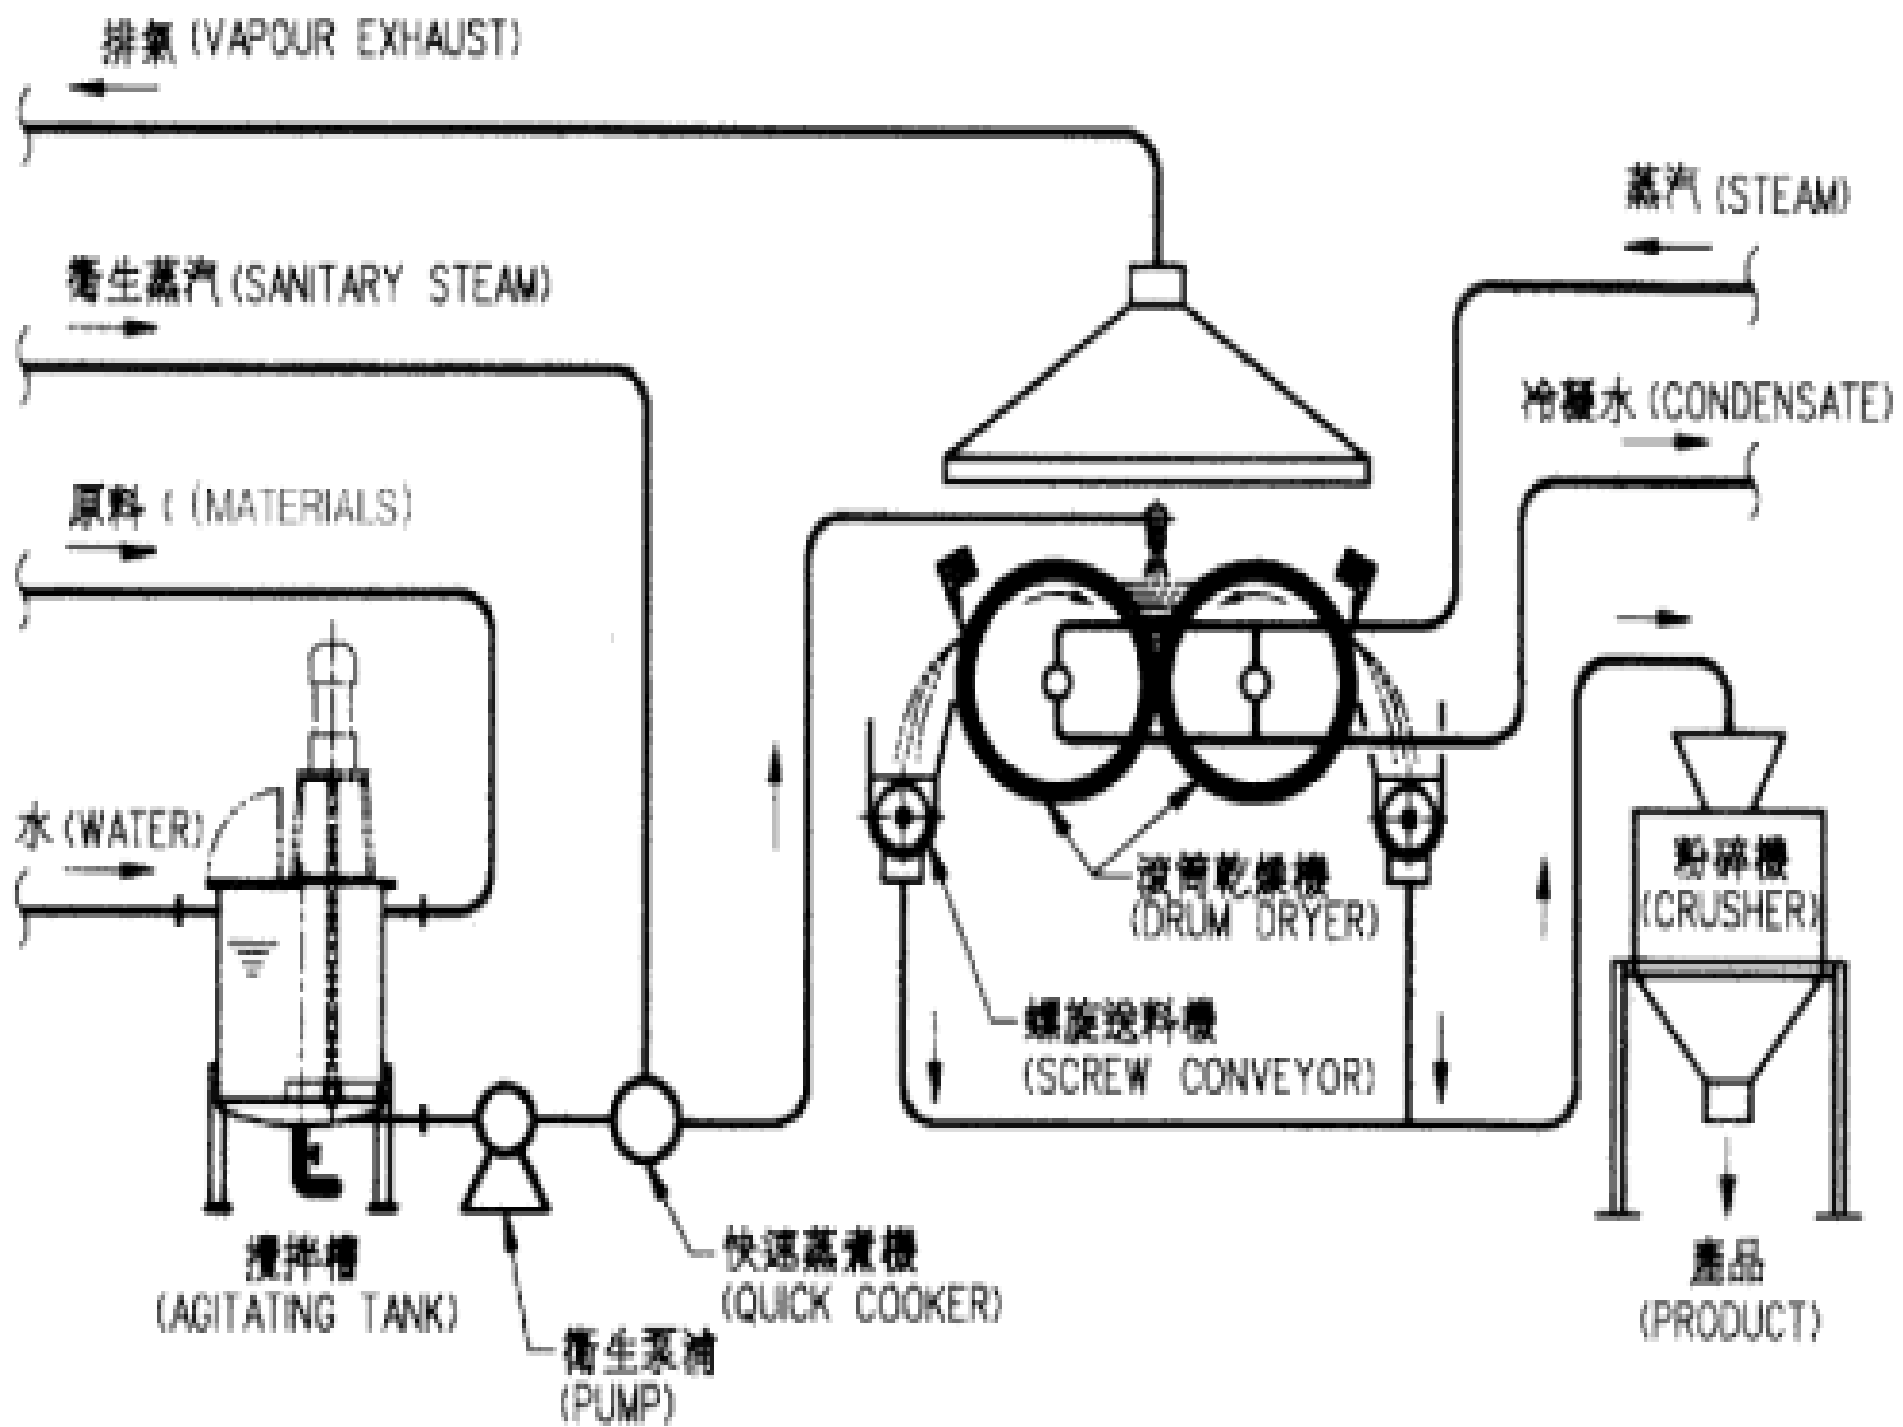 排氣 (VAPOUR EXHAUST)
蒸汽 (STEAM)
衛生蒸汽 (SANITARY STEAM)
冷凝水 (CONDENSATE)
原料 ( (MATERIALS)
水 (WATER)
滾筒乾燥機
(DRUM DRYER)
粉碎機
(CRUSHER)
螺旋送料機
(SCREW CONVEYOR)
攪拌槽
(AGITATING TANK)
快速蒸煮機
(QUICK COOKER)
衛生泵浦
(PUMP)
產品
(PRODUCT)